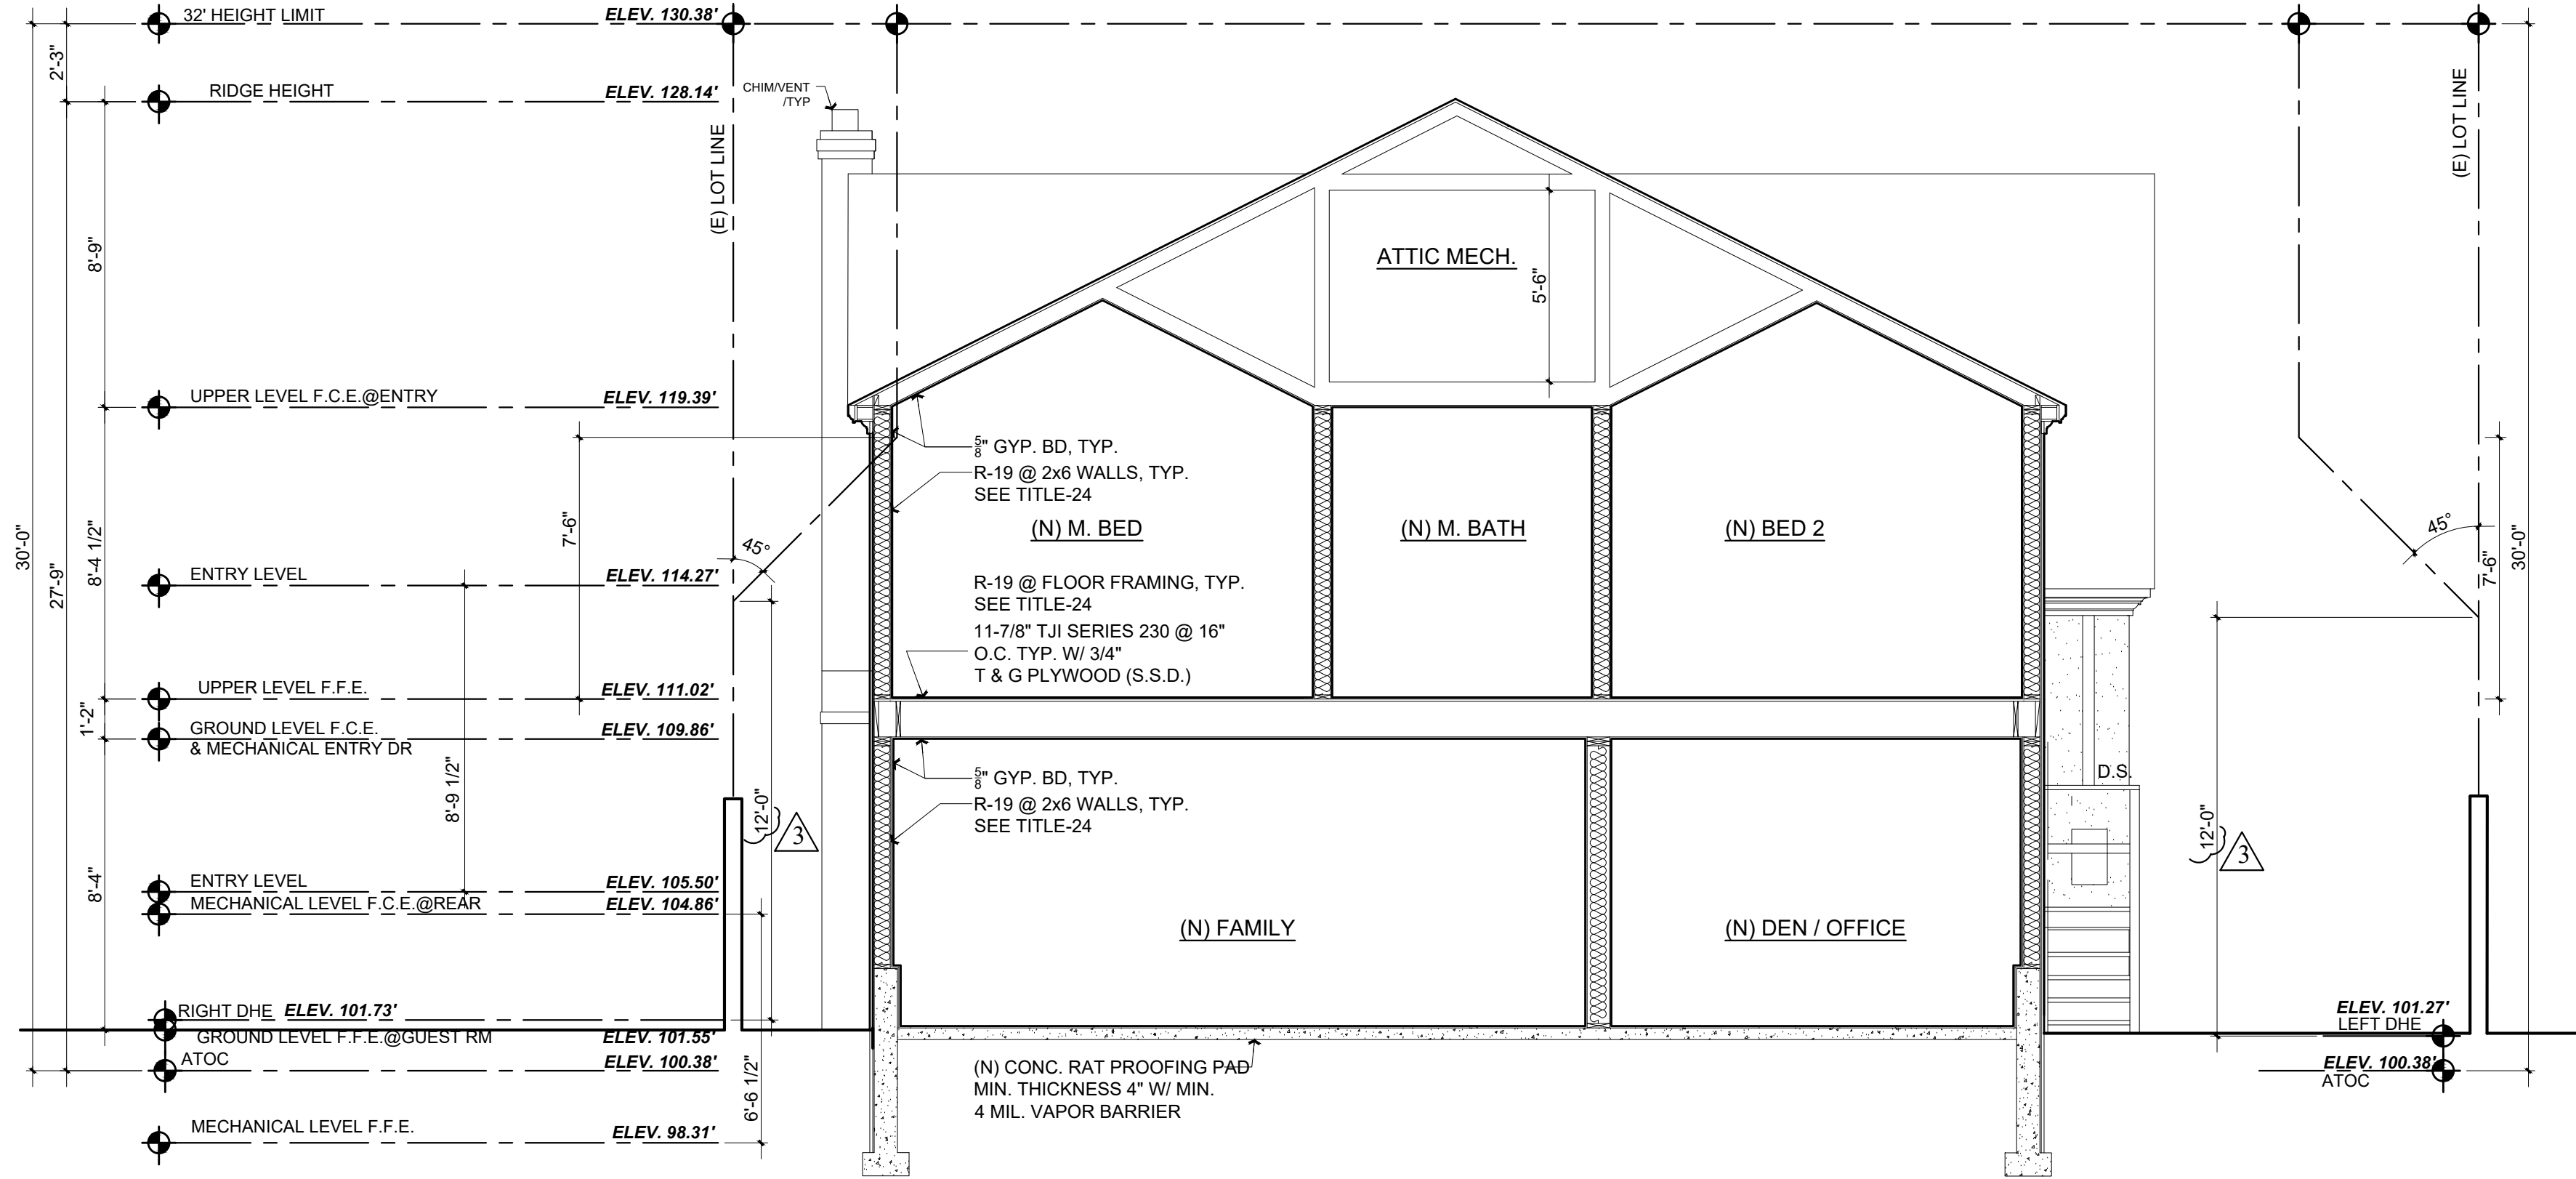 32' HEIGHT LIMIT ELEV. 130.38'
2'-3"
RIDGE HEIGHT ELEV. 128.14'
CHIM/VENT
/TYP
(E) LOT LINE
(E) LOT LINE
8'-9"
ATTIC MECH.
5'-6"
UPPER LEVEL F.C.E.@ENTRY ELEV. 119.39'
5/8" GYP. BD, TYP.
R-19 @ 2x6 WALLS, TYP.
SEE TITLE-24
(N) M. BED
(N) M. BATH
(N) BED 2
30'-0"
27'-9"
8'-4 1/2"
7'-6"
45°
45°
7'-6"
30'-0"
ENTRY LEVEL ELEV. 114.27'
R-19 @ FLOOR FRAMING, TYP.
SEE TITLE-24
11-7/8" TJI SERIES 230 @ 16"
O.C. TYP. W/ 3/4"
T & G PLYWOOD (S.S.D.)
UPPER LEVEL F.F.E. ELEV. 111.02'
1'-2"
GROUND LEVEL F.C.E. ELEV. 109.86'
& MECHANICAL ENTRY DR
8'-9 1/2"
5/8" GYP. BD, TYP.
R-19 @ 2x6 WALLS, TYP.
SEE TITLE-24
D.S.
12'-0"
3
12'-0"
3
8'-4"
ENTRY LEVEL ELEV. 105.50'
MECHANICAL LEVEL F.C.E.@REAR ELEV. 104.86'
(N) FAMILY
(N) DEN / OFFICE
RIGHT DHE ELEV. 101.73'
GROUND LEVEL F.F.E.@GUEST RM ELEV. 101.55'
ATOC ELEV. 100.38'
ELEV. 101.27'
LEFT DHE
ELEV. 100.38'
ATOC
6'-6 1/2"
(N) CONC. RAT PROOFING PAD
MIN. THICKNESS 4" W/ MIN.
4 MIL. VAPOR BARRIER
MECHANICAL LEVEL F.F.E. ELEV. 98.31'